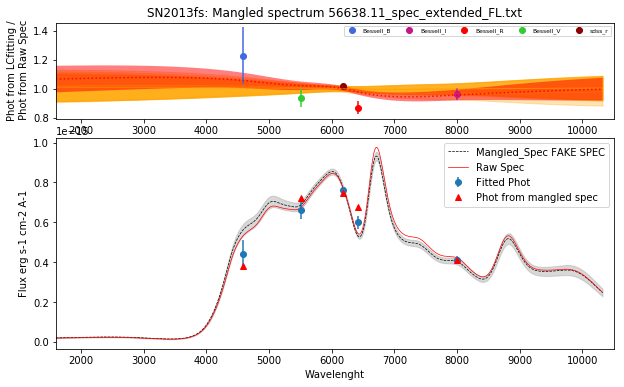 SN2013fs: Mangled spectrum 56638.11_spec_extended_FL.txt
Phot from LCfitting /
Phot from Raw Spec
1.4
1.2
1.0
0.8
Bessell_B
Bessell_I
Bessell_R
Bessell_V
sdss_r
2000 3000 4000 5000 6000 7000 8000 9000 10000
Flux erg s-1 cm-2 A-1
1.0
0.8
0.6
0.4
0.2
0.0
Mangled_Spec FAKE SPEC
Raw Spec
Fitted Phot
Phot from mangled spec
2000 3000 4000 5000 6000 7000 8000 9000 10000
Wavelenght